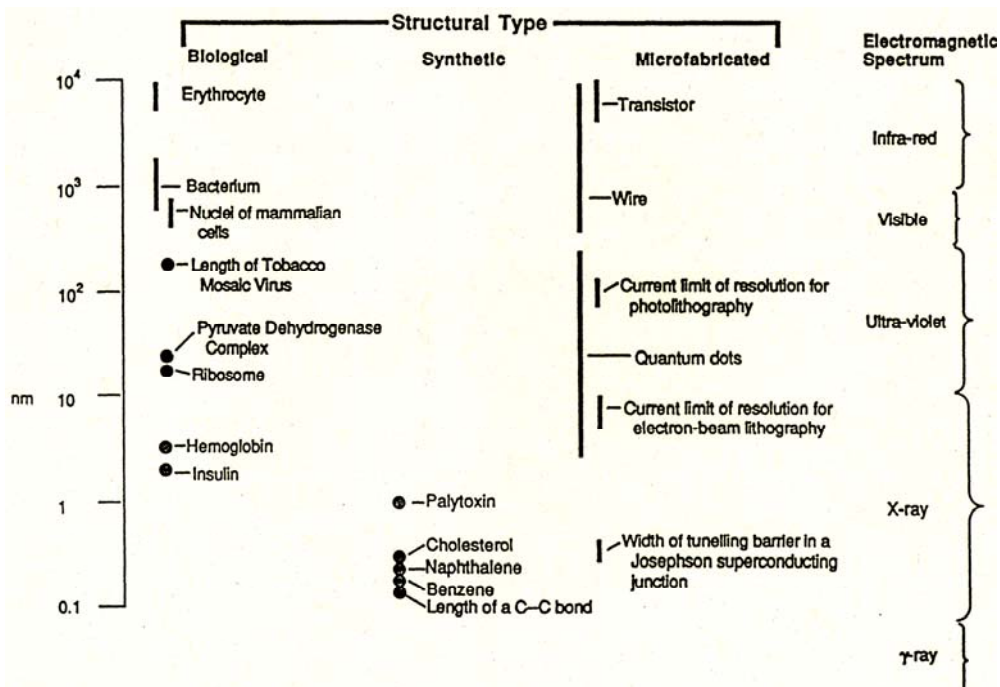 Structural Type
Biological
Synthetic
Microfabricated
Electromagnetic
Spectrum
10⁴
Erythrocyte
Transistor
Infra-red
10³
Bacterium
Nuclei of mammalian
cells
Wire
Visible
Length of Tobacco
Mosaic Virus
10²
Current limit of resolution for
photolithography
Ultra-violet
Pyruvate Dehydrogenase
Complex
Ribosome
Quantum dots
nm
10
Current limit of resolution for
electron-beam lithography
Hemoglobin
Insulin
1
Palytoxin
X-ray
Cholesterol
Naphthalene
Benzene
Length of a C–C bond
Width of tunelling barrier in a
Josephson superconducting
junction
0.1
γ-ray